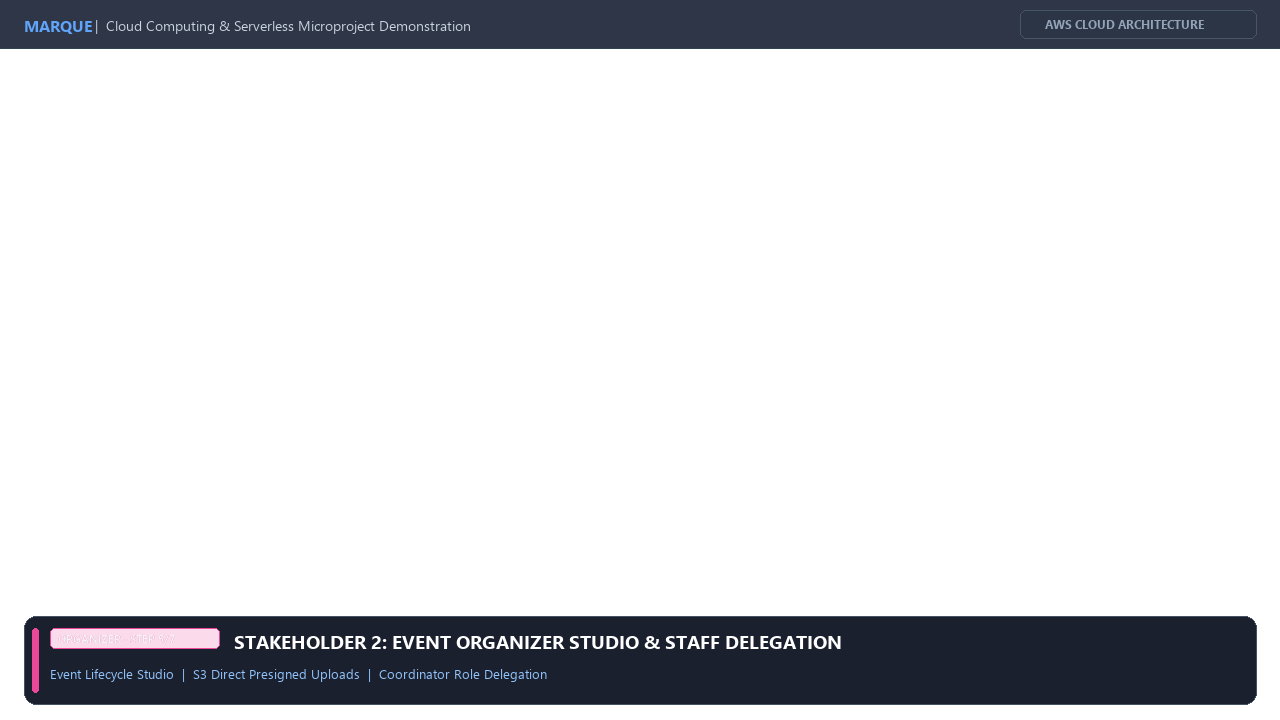 MARQUE | Cloud Computing & Serverless Microproject Demonstration
AWS CLOUD ARCHITECTURE
STAKEHOLDER 2: EVENT ORGANIZER STUDIO & STAFF DELEGATION
Event Lifecycle Studio | S3 Direct Presigned Uploads | Coordinator Role Delegation